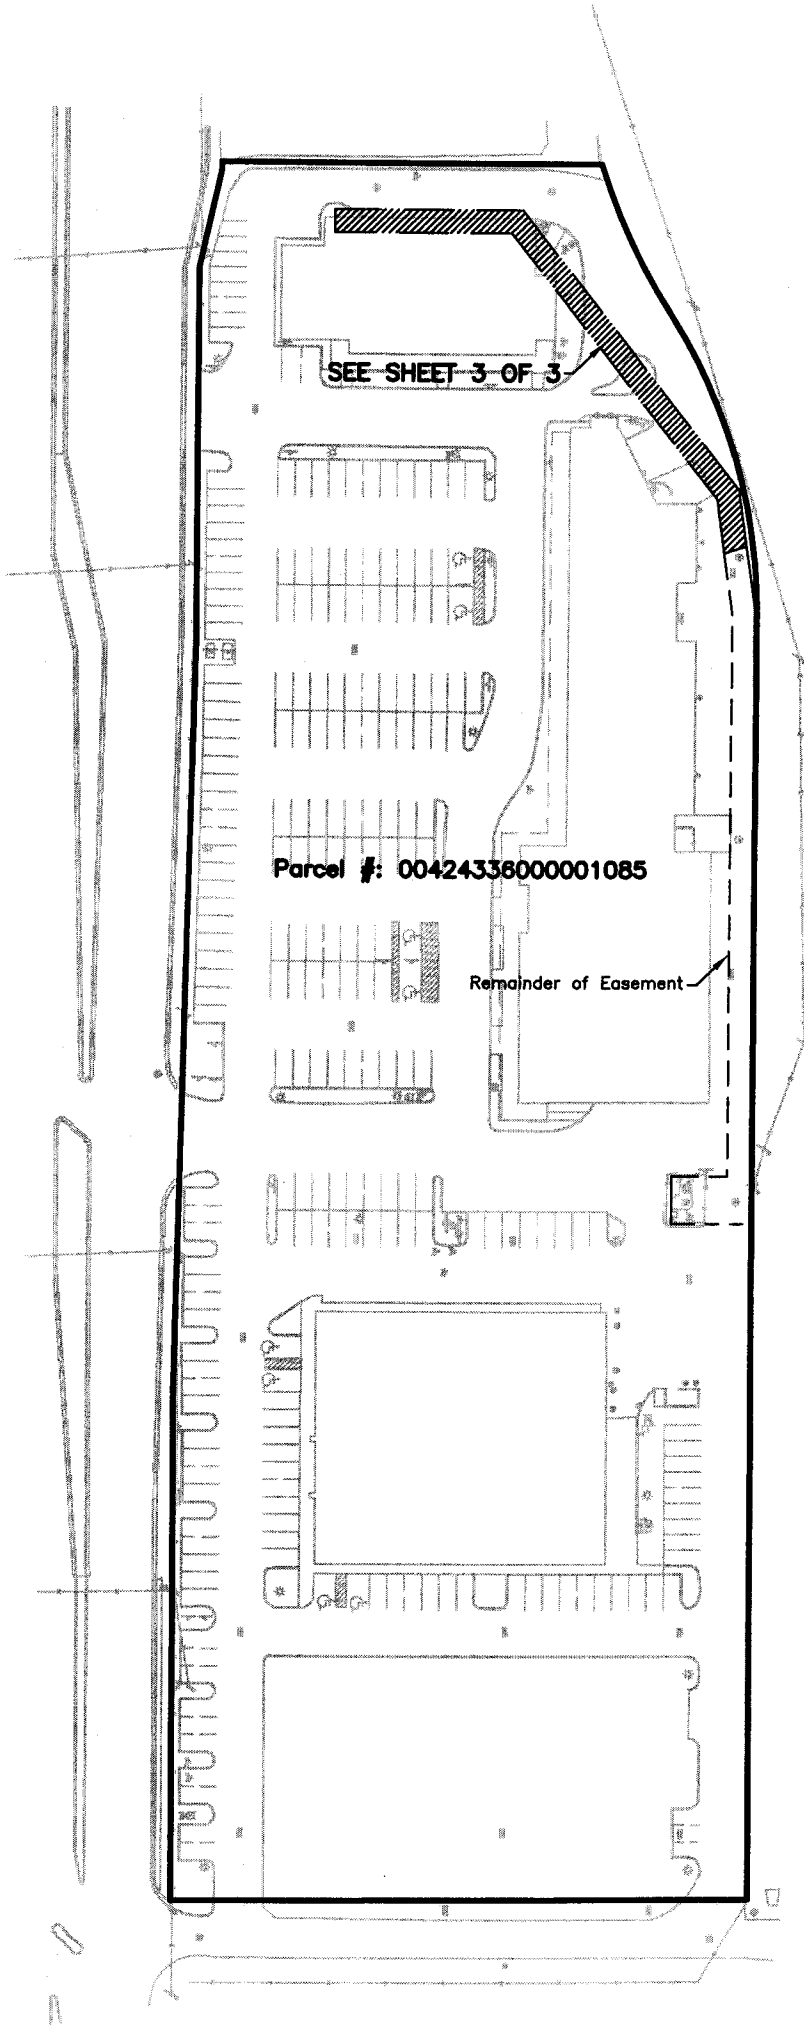 SEE SHEET 3 OF 3
Parcel #: 00424336000001085
Remainder of Easement